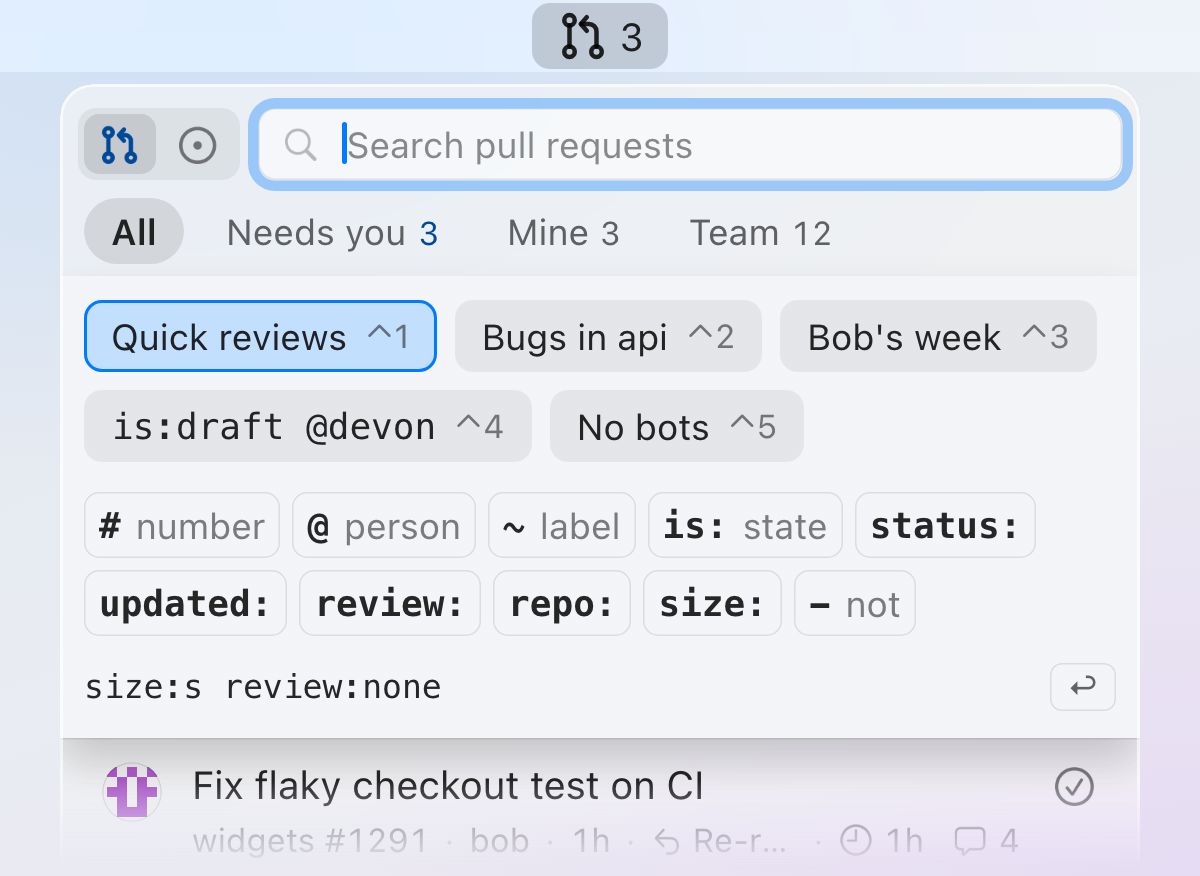 3
Search pull requests
All Needs you 3 Mine 3 Team 12
Quick reviews ^1 Bugs in api ^2 Bob's week ^3
is:draft @devon ^4 No bots ^5
# number @ person ~ label is: state status:
updated: review: repo: size: – not
size:s review:none
Fix flaky checkout test on CI
widgets #1291 · bob · 1h · Re-r... · 1h 4